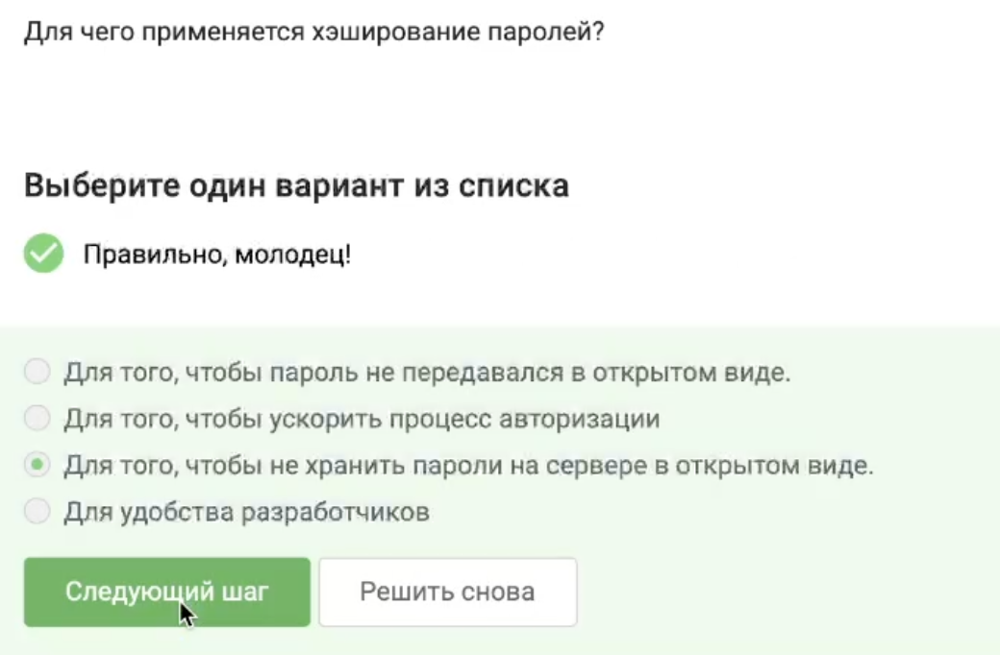 Для чего применяется хэширование паролей?
Выберите один вариант из списка
Правильно, молодец!
Для того, чтобы пароль не передавался в открытом виде.
Для того, чтобы ускорить процесс авторизации
Для того, чтобы не хранить пароли на сервере в открытом виде.
Для удобства разработчиков
Следующий шаг
Решить снова